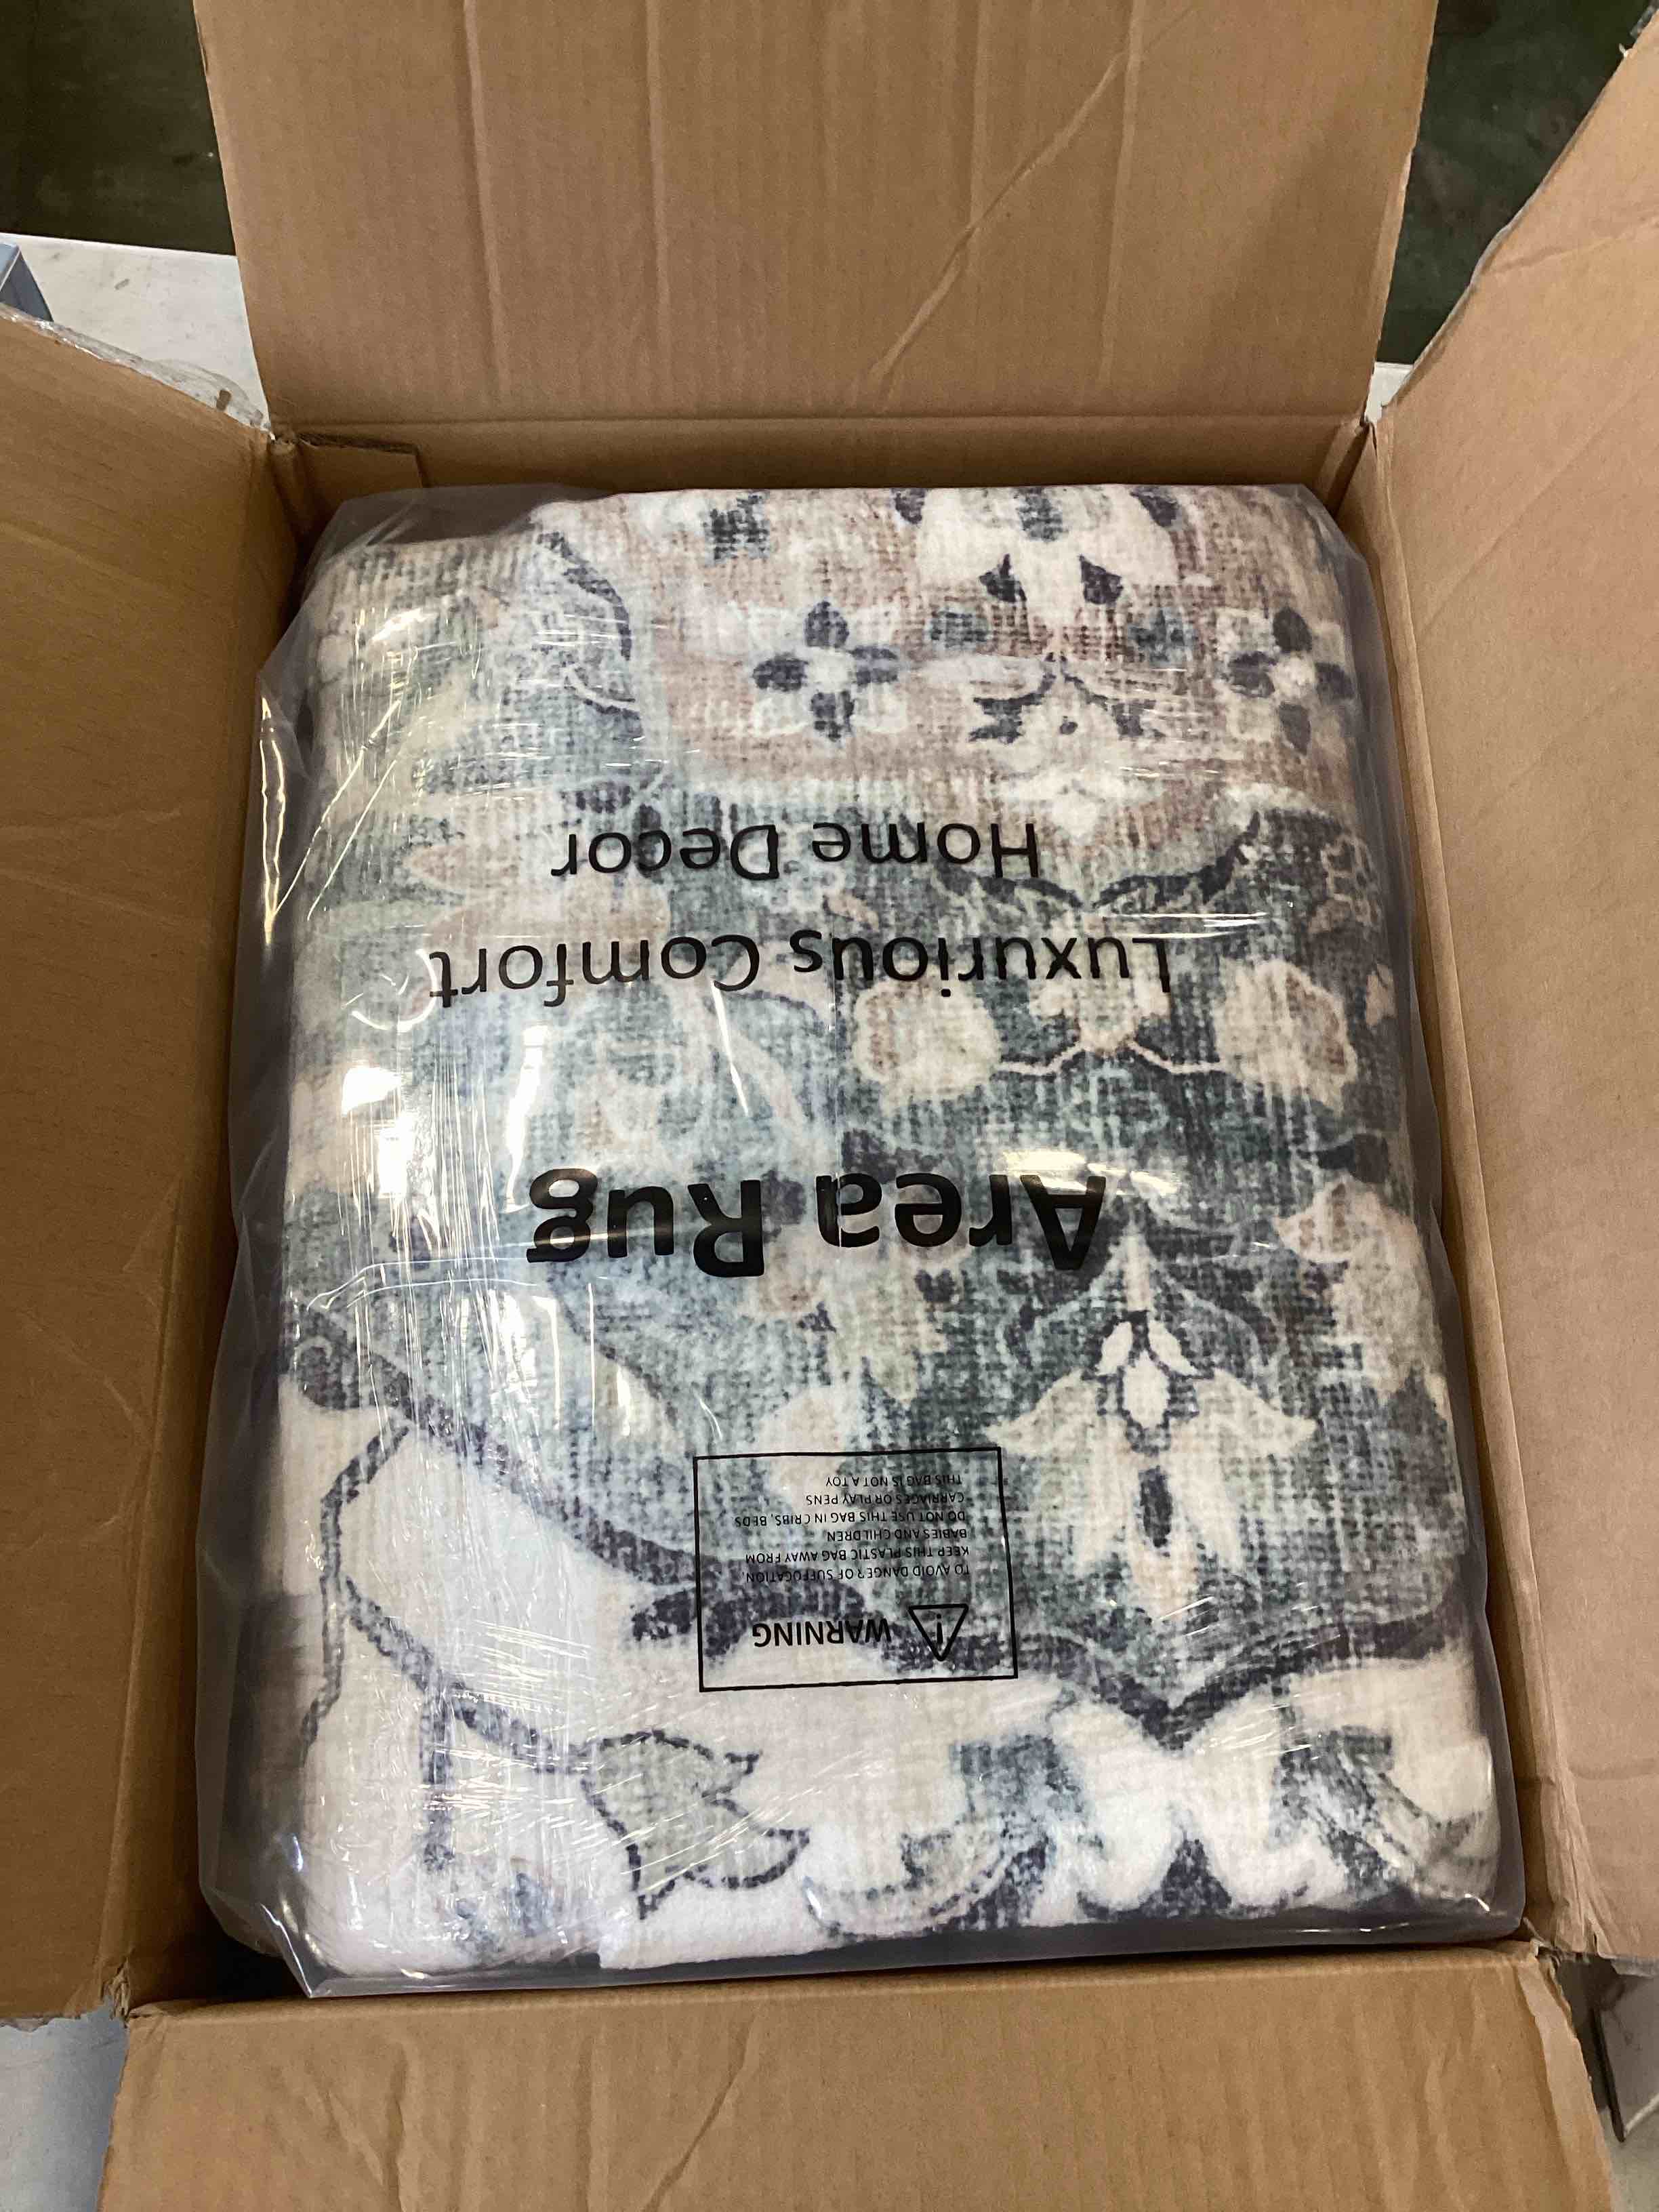 WARNING
TO AVOID DANGER OF SUFFOCATION,
KEEP THIS PLASTIC BAG AWAY FROM
BABIES AND CHILDREN
DO NOT USE THIS BAG IN CRIBS, BEDS
CARRIAGES OR PLAY PENS
THIS BAG IS NOT A TOY
Area Rug
Luxurious Comfort
Home Decor